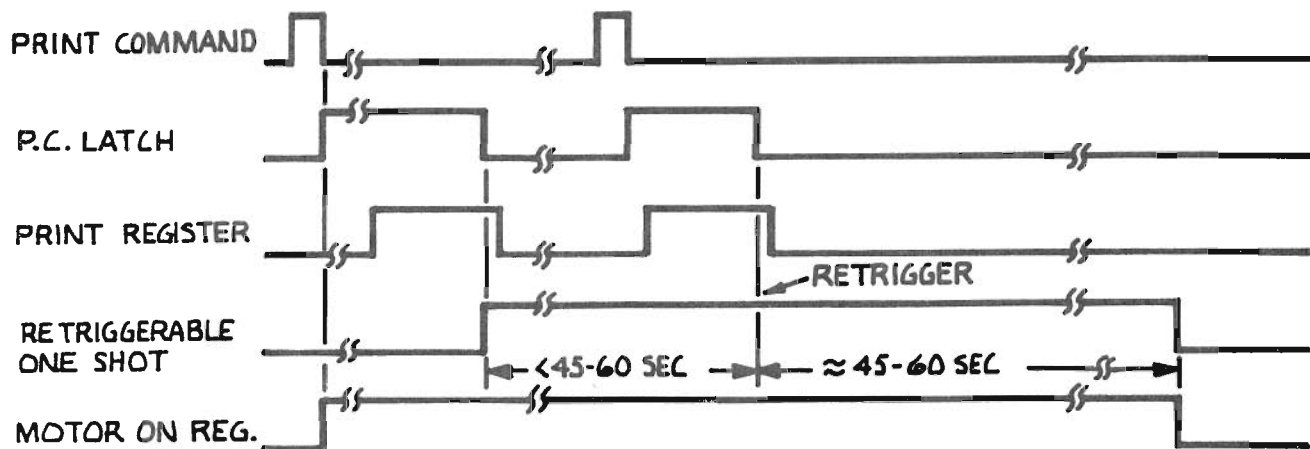 PRINT COMMAND
P.C. LATCH
PRINT REGISTER
RETRIGGER
RETRIGGERABLE
ONE SHOT
<45-60 SEC
≈ 45-60 SEC
MOTOR ON REG.